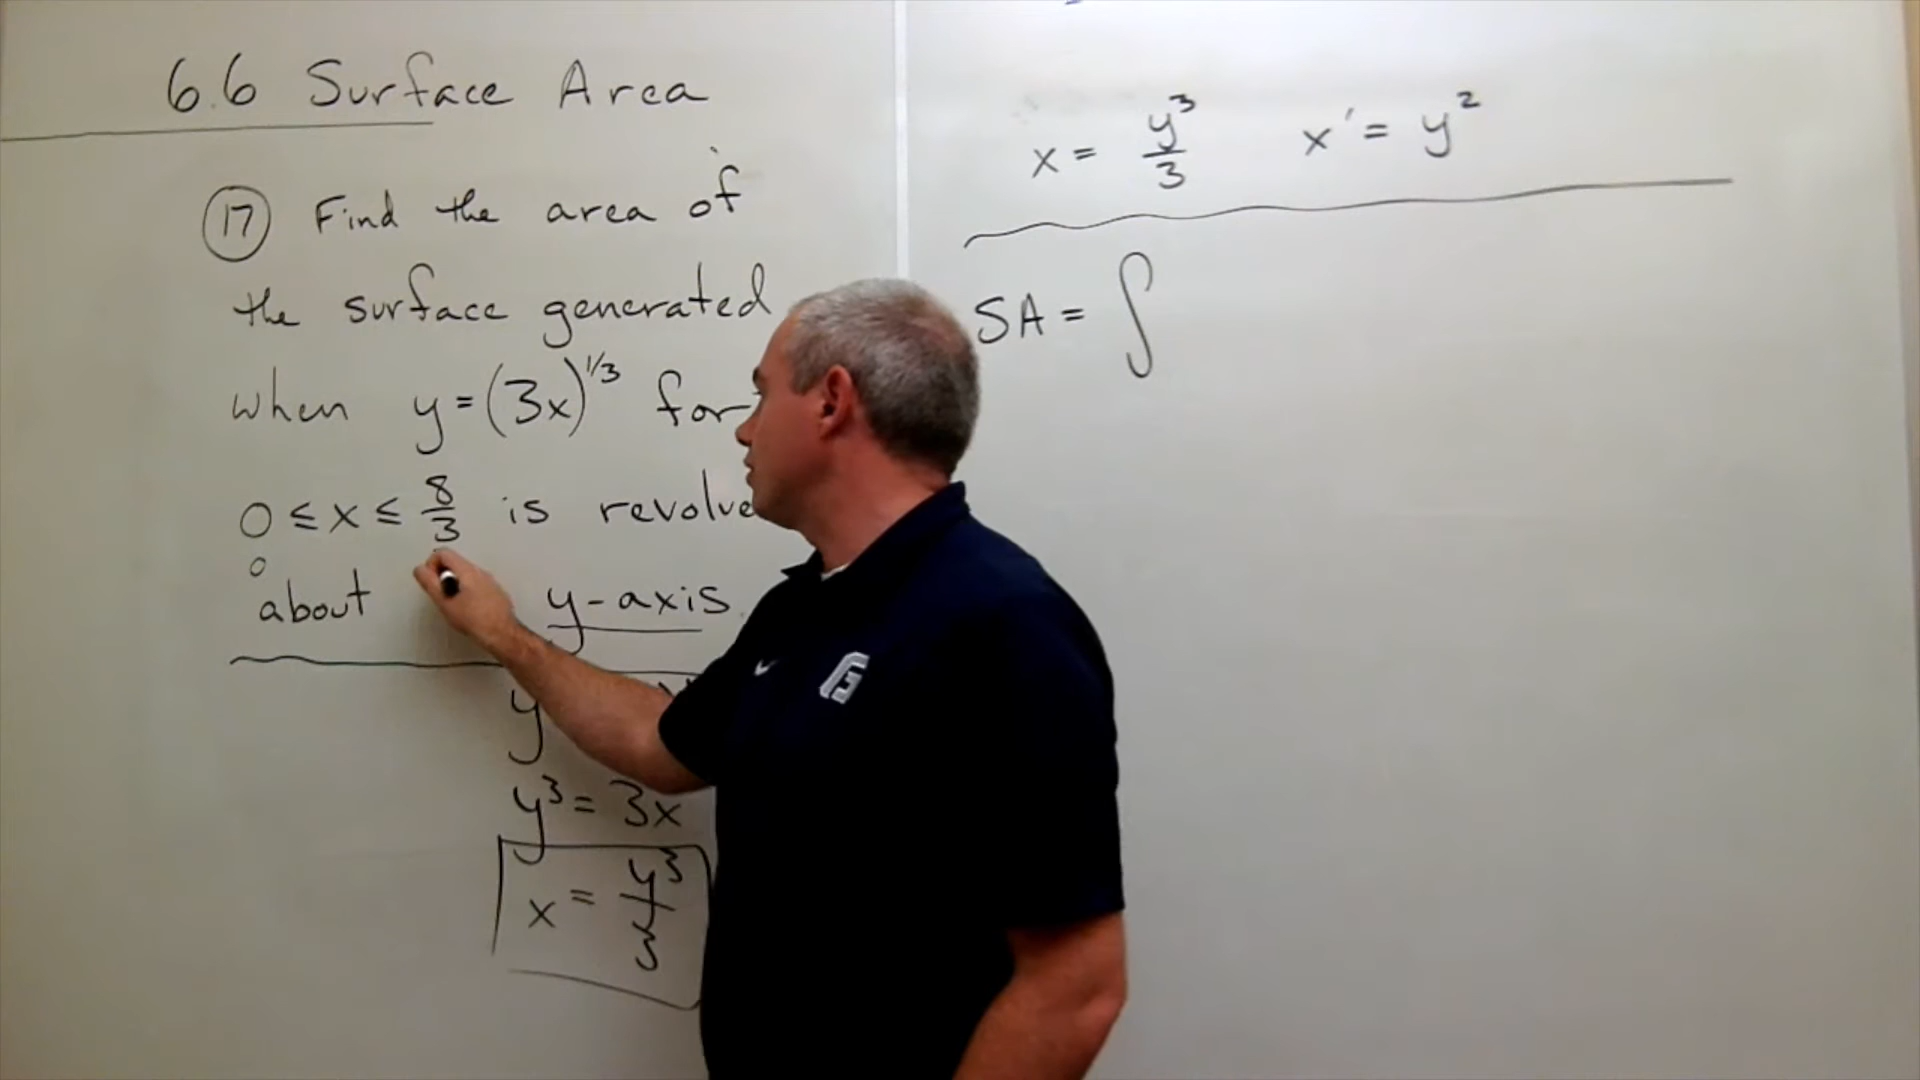 6.6 Surface Area
17 Find the area of
the surface generated
when y = (3x)^1/3 for
0 ≤ x ≤ 8/3 is revolve
0
about y-axis.
y
y³ = 3x
x = y³/3
x = y³/3 x' = y²
SA = ∫
G